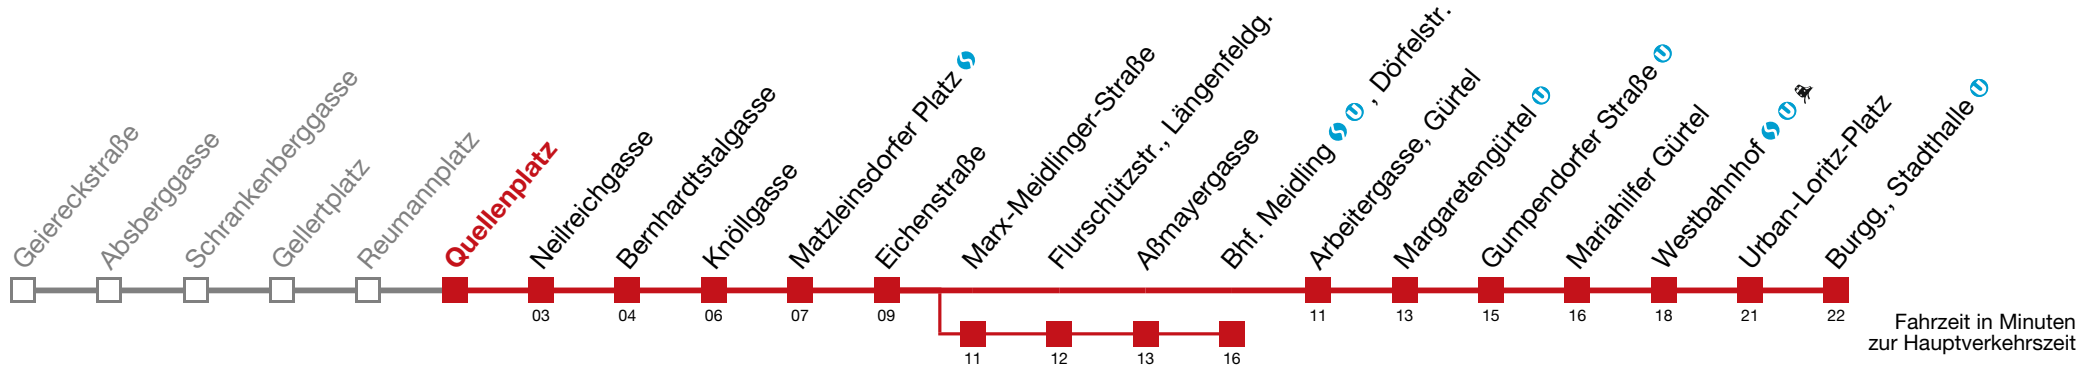 Geiereckstraße
Absberggasse
Schrankenberggasse
Gellertplatz
Reumannplatz
Quellenplatz
Neilreichgasse
Bernhardtstalgasse
Knöllgasse
Matzleinsdorfer Platz
Eichenstraße
Marx-Meidlinger-Straße
Flurschützstr., Längenfeldg.
Aßmayergasse
Bhf. Meidling U , Dörfelstr.
Arbeitergasse, Gürtel
Margaretengürtel U
Gumpendorfer Straße U
Mariahilfer Gürtel
Westbahnhof U
Urban-Loritz-Platz
Burgg., Stadthalle U
03 04 06 07 09 11 13 15 16 18 21 22
11 12 13 16
Fahrzeit in Minuten
zur Hauptverkehrszeit